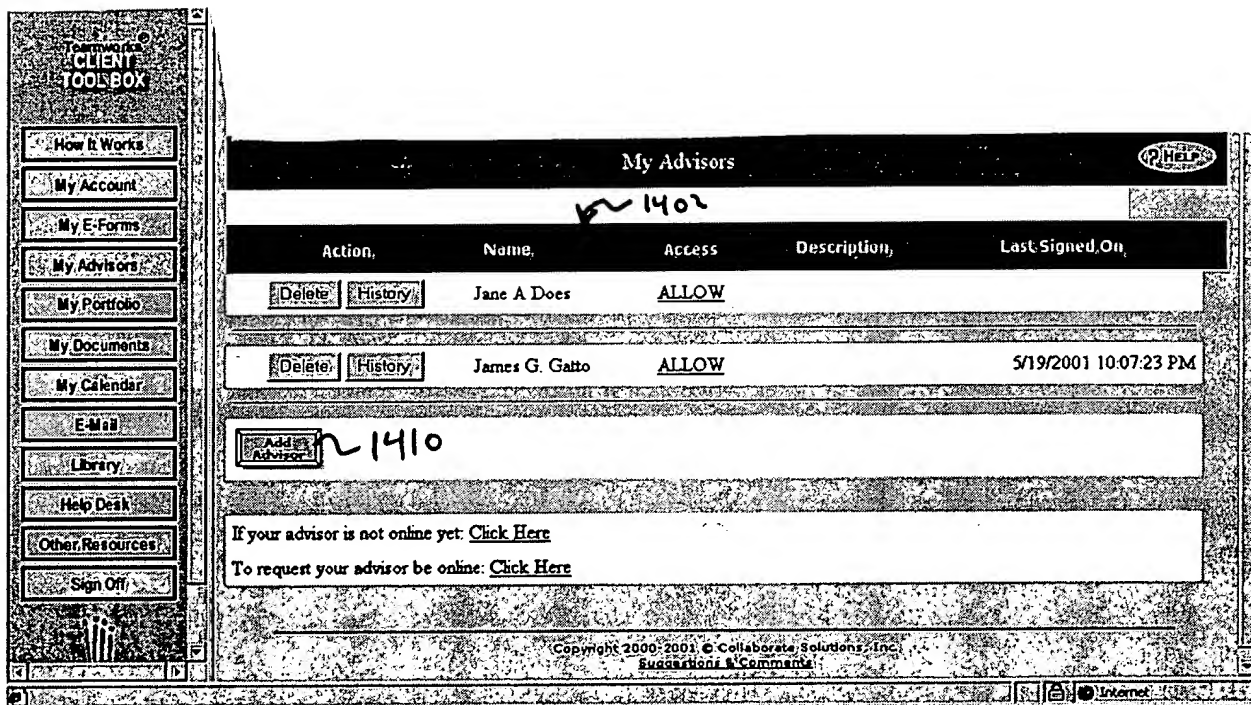 Teamworks®
CLIENT
TOOLBOX
How It Works
My Account
My E-Forms
My Advisors
My Portfolio
My Documents
My Calendar
E-Mail
Library
Help Desk
Other Resources
Sign Off
My Advisors
? HELP
1402
Action Name Access Description Last Signed On
Delete History Jane A Does ALLOW
Delete History James G. Gatto ALLOW 5/19/2001 10:07:23 PM
Add
Advisor
1410
If your advisor is not online yet: Click Here
To request your advisor be online: Click Here
Copyright 2000-2001 © Collaborate Solutions, Inc.
Suggestions & Comments
Internet